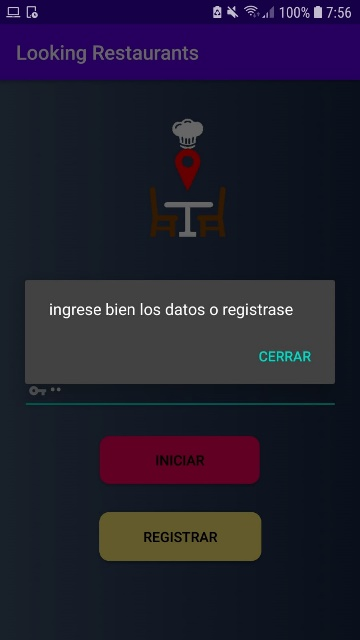 100% 7:56
Looking Restaurants
ingrese bien los datos o registrase
CERRAR
INICIAR
REGISTRAR